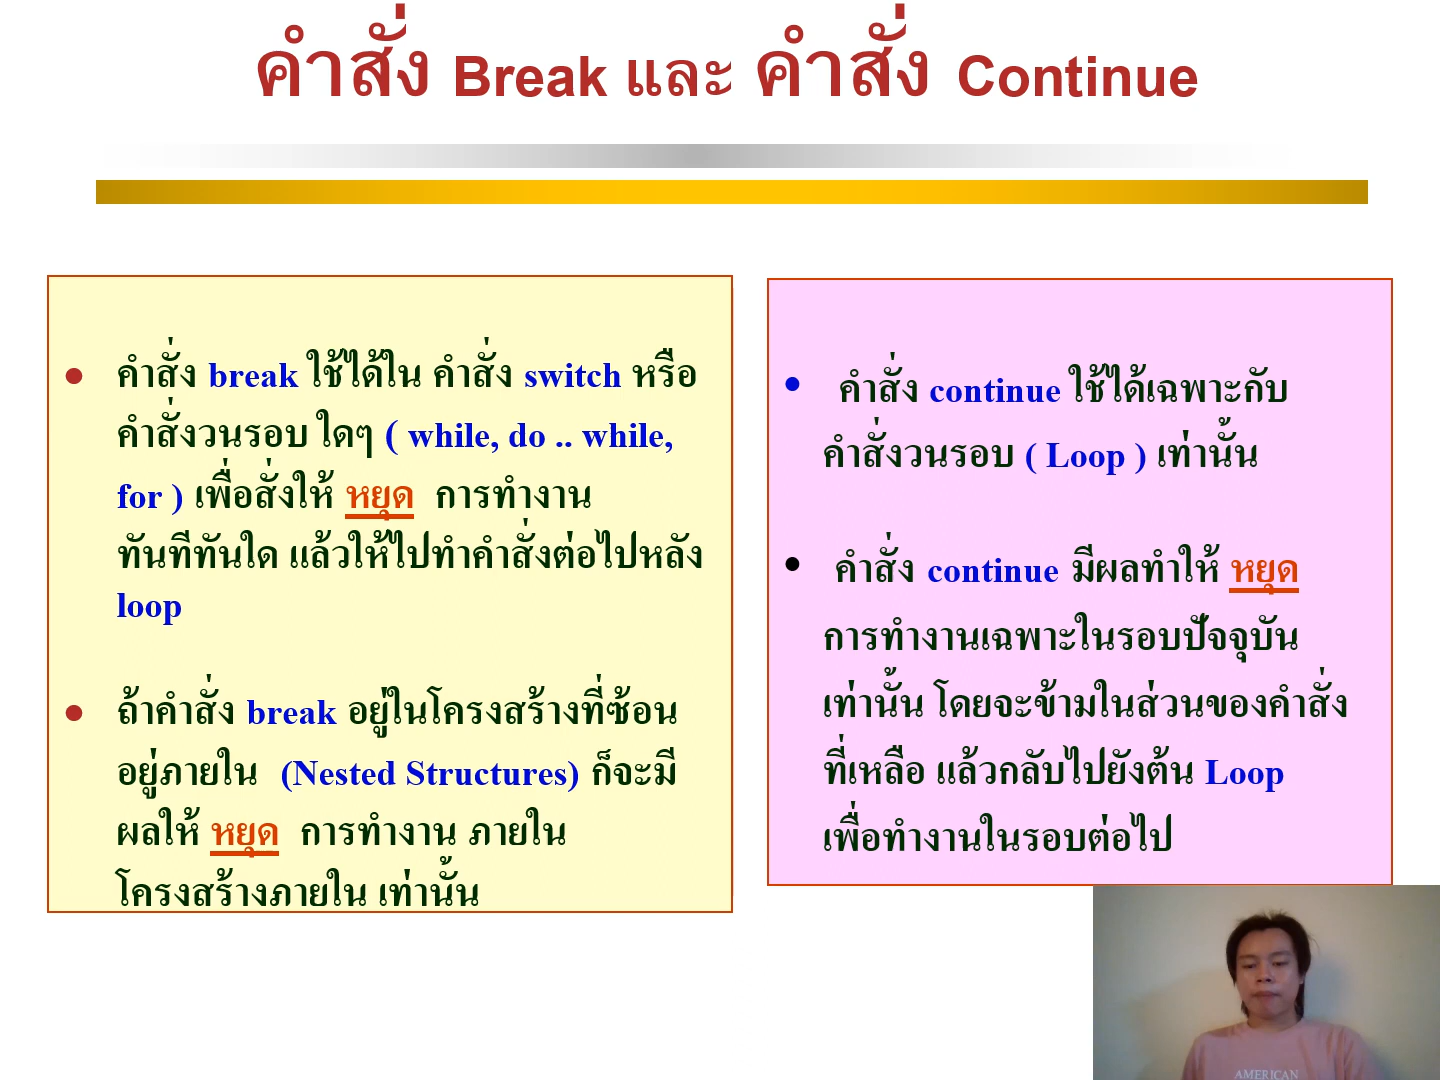 คำสั่ง Break และ คำสั่ง Continue
คำสั่ง break ใช้ได้ใน คำสั่ง switch หรือ
คำสั่งวนรอบ ใดๆ ( while, do .. while,
for ) เพื่อสั่งให้ หยุด การทำงาน
ทันทีทันใด แล้วให้ไปทำคำสั่งต่อไปหลัง
loop
ถ้าคำสั่ง break อยู่ในโครงสร้างที่ซ้อน
อยู่ภายใน (Nested Structures) ก็จะมี
ผลให้ หยุด การทำงาน ภายใน
โครงสร้างภายใน เท่านั้น
คำสั่ง continue ใช้ได้เฉพาะกับ
คำสั่งวนรอบ ( Loop ) เท่านั้น
คำสั่ง continue มีผลทำให้ หยุด
การทำงานเฉพาะในรอบปัจจุบัน
เท่านั้น โดยจะข้ามในส่วนของคำสั่ง
ที่เหลือ แล้วกลับไปยังต้น Loop
เพื่อทำงานในรอบต่อไป
AMERICAN